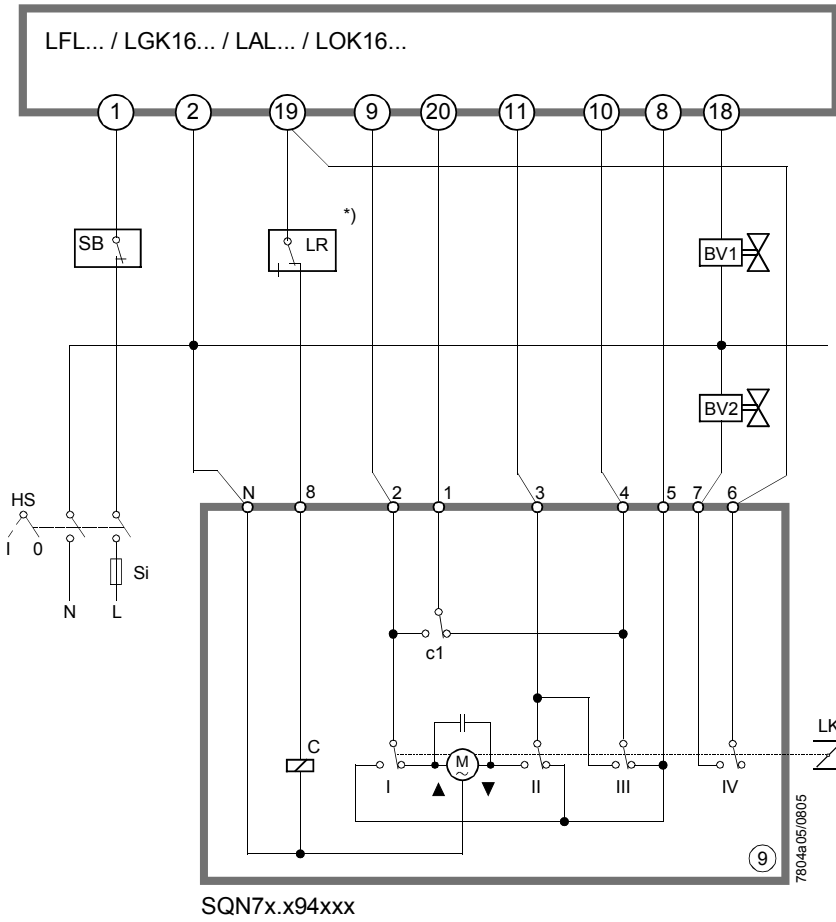 LFL... / LGK16... / LAL... / LOK16...
1 2 19 9 20 11 10 8 18
*)
SB LR BV1
BV2
N 8 2 1 3 4 5 7 6
HS
I 0
Si
N L
c1
C M LK
~
I II III IV
9
7804a05/0805
SQN7x.x94xxx